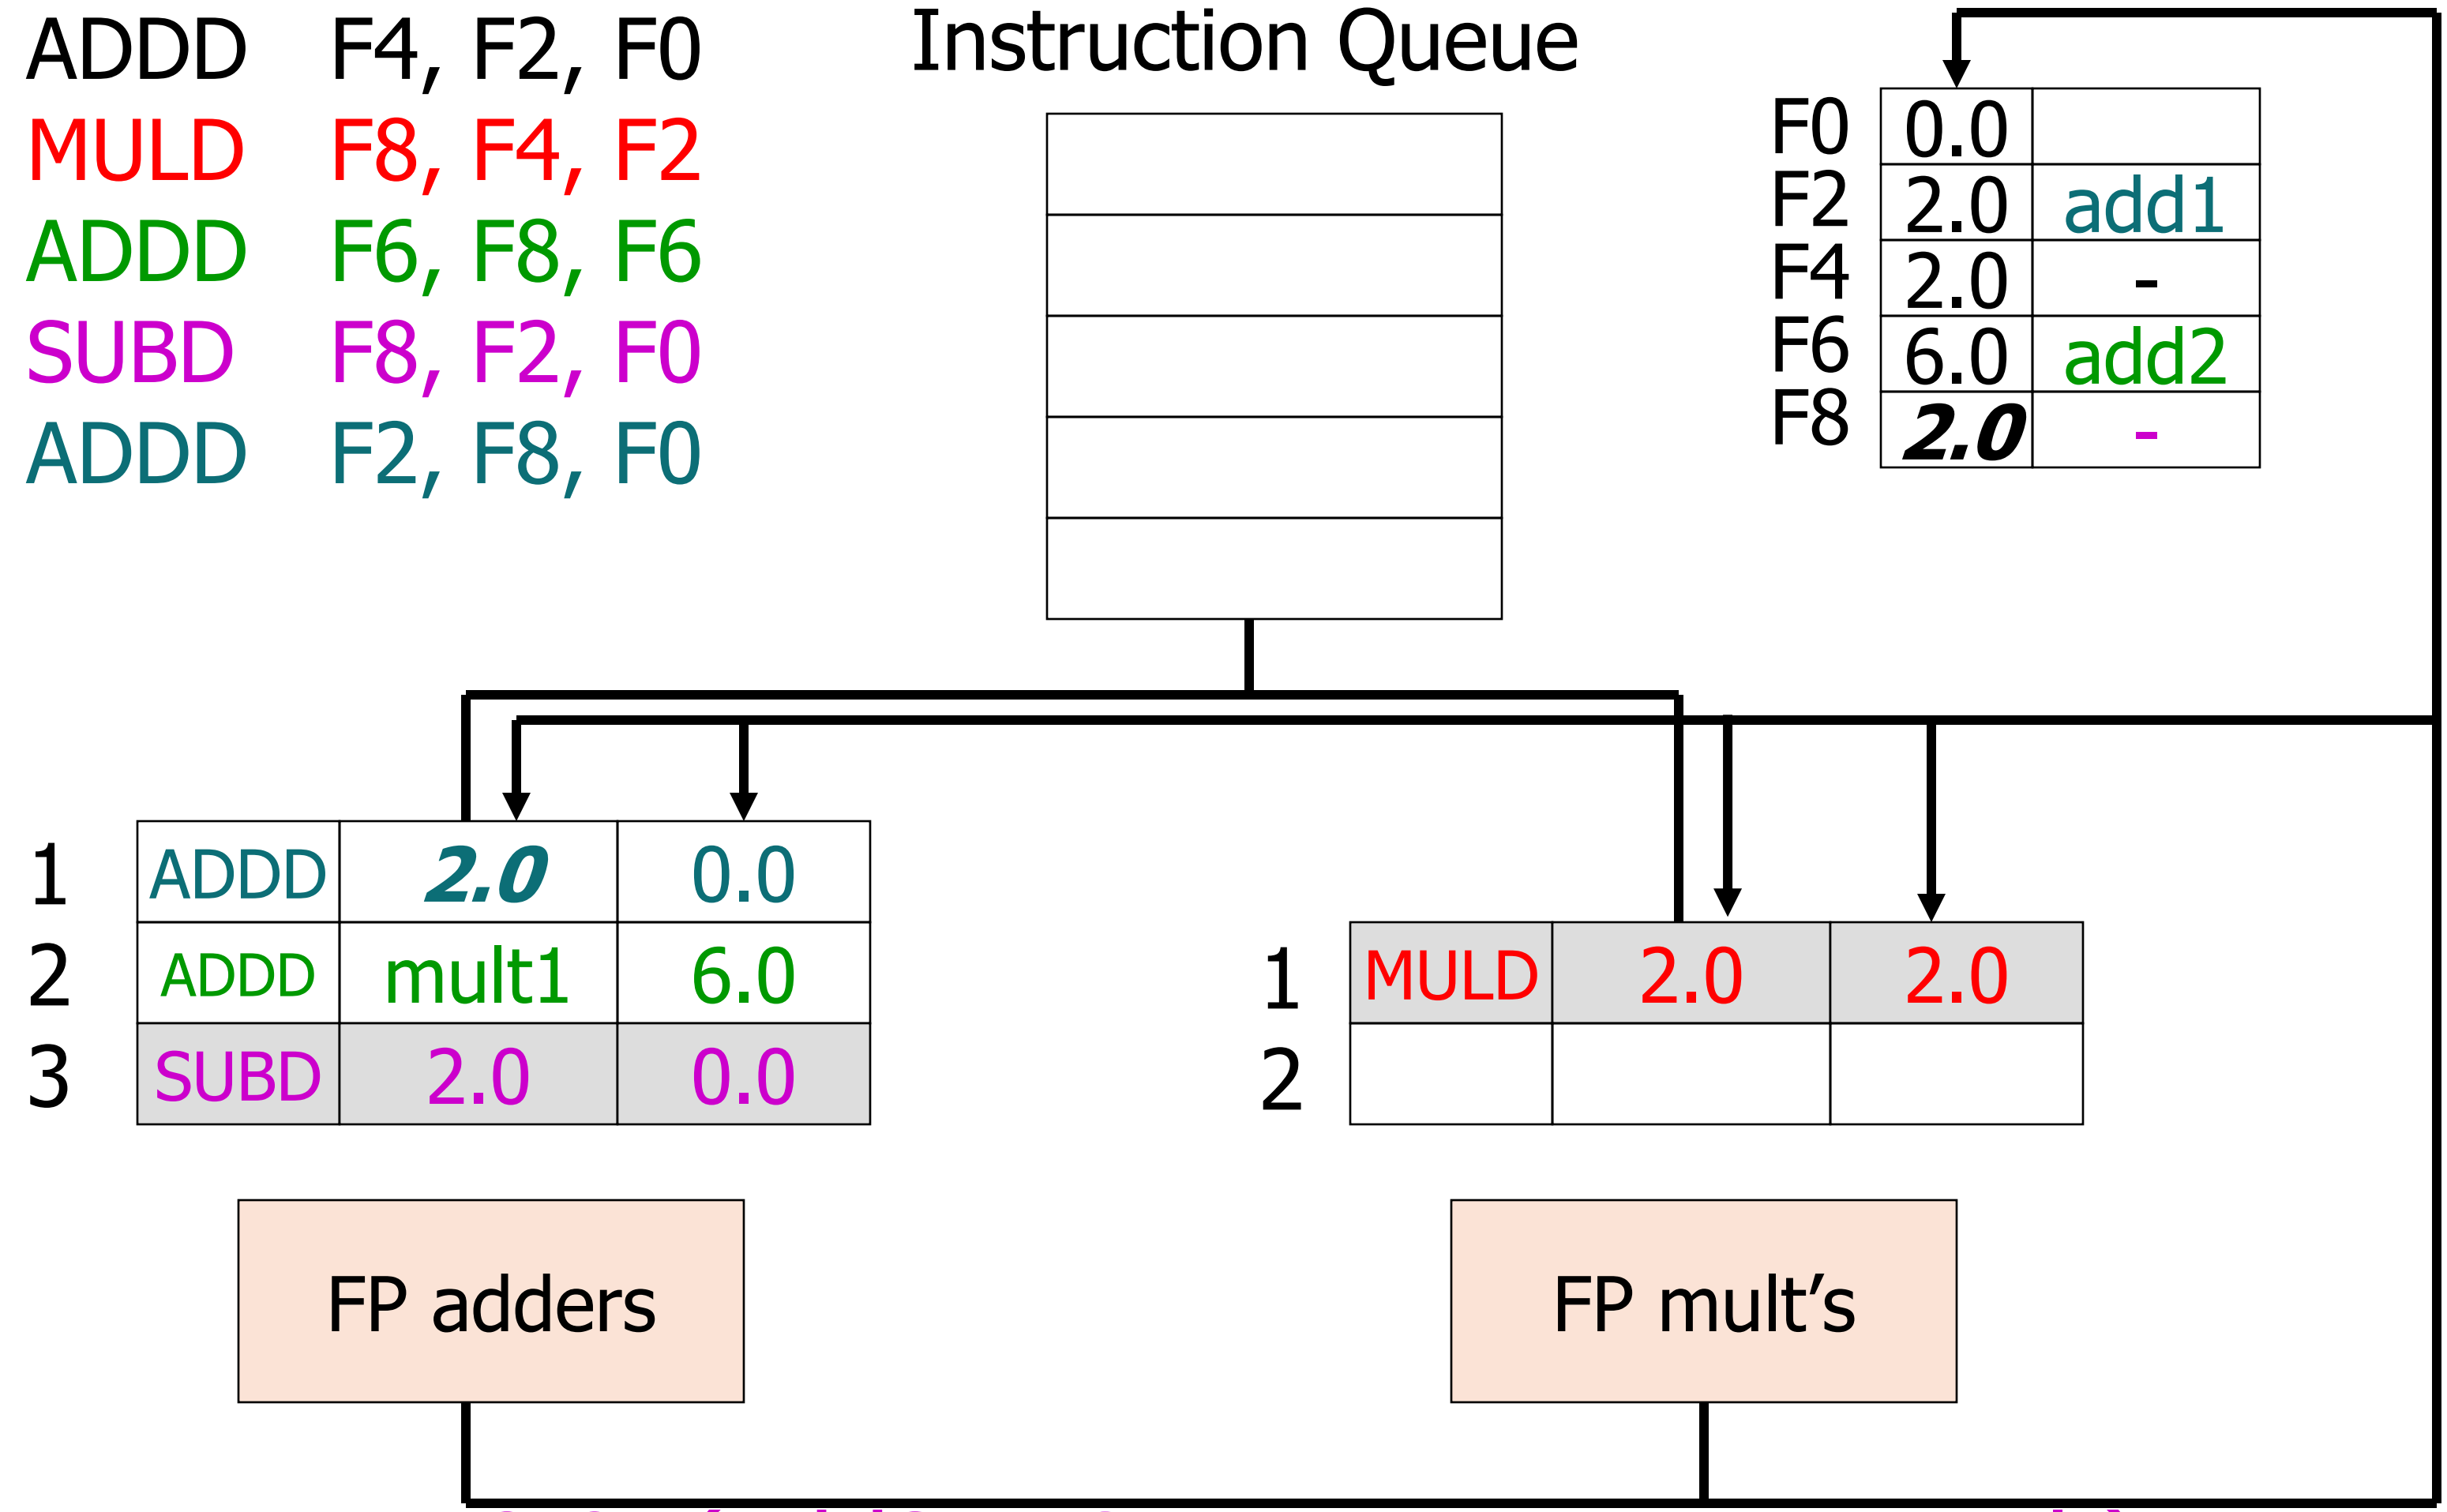 ADDD F4, F2, F0
MULD F8, F4, F2
ADDD F6, F8, F6
SUBD F8, F2, F0
ADDD F2, F8, F0
Instruction Queue
F0 0.0
F2 2.0 add1
F4 2.0 -
F6 6.0 add2
F8 2.0 -
1 ADDD 2.0 0.0
2 ADDD mult1 6.0
3 SUBD 2.0 0.0
1 MULD 2.0 2.0
2
FP adders
FP mult’s